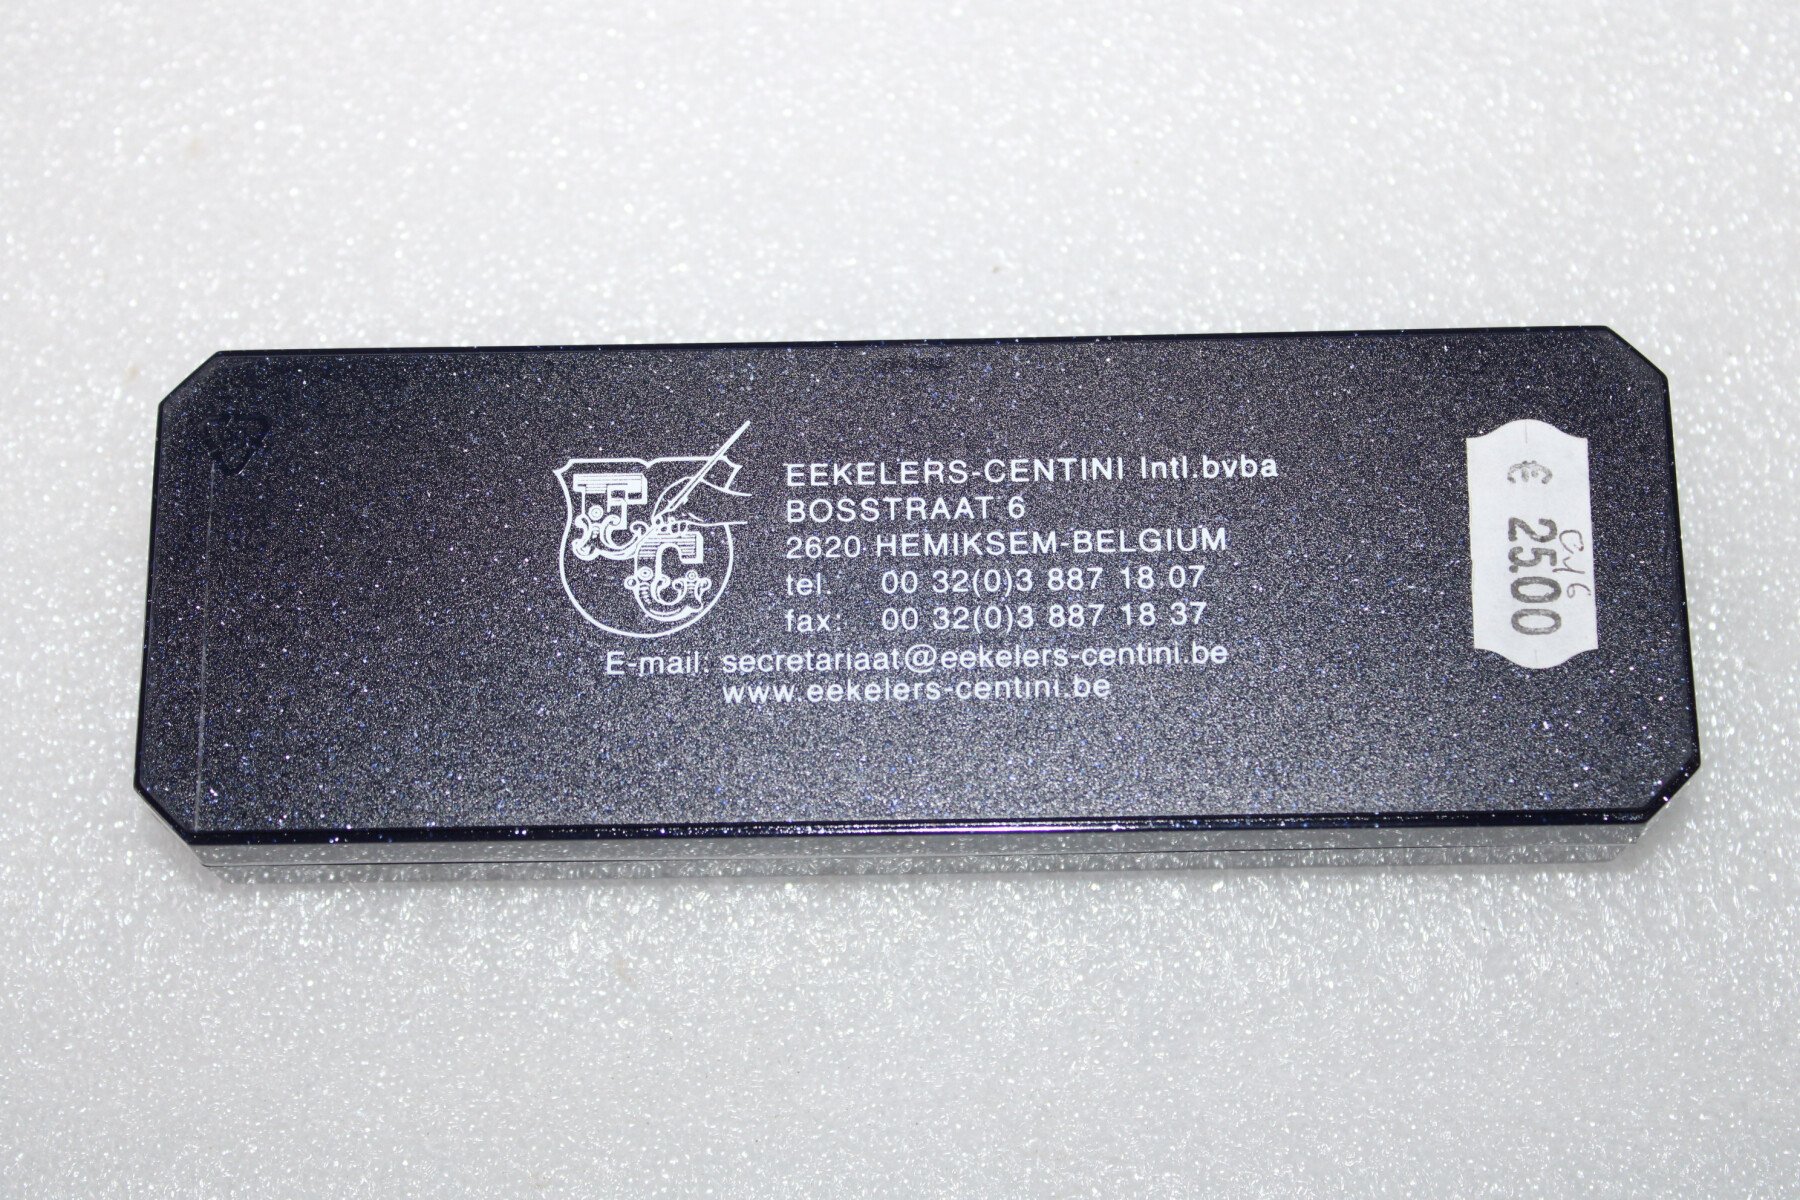 EEKELERS-CENTINI Intl.bvba
BOSSTRAAT 6
2620 HEMIKSEM-BELGIUM
tel.: 00 32(0)3 887 18 07
fax: 00 32(0)3 887 18 37
E-mail: secretariaat@eekelers-centini.be
www.eekelers-centini.be
EC
€ 25.00